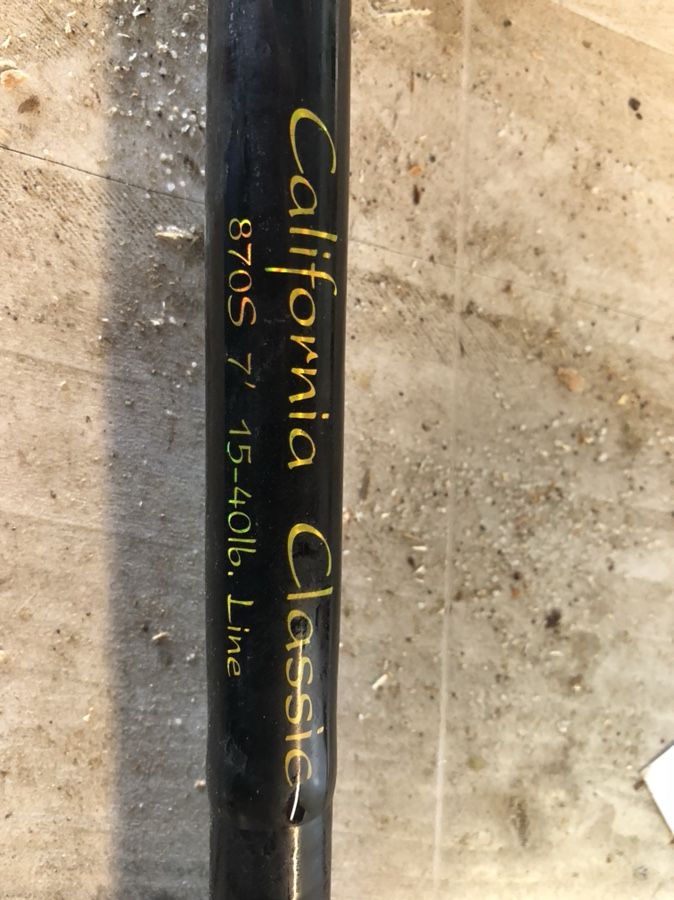 California Classic
870S 7' 15-40lb. Line